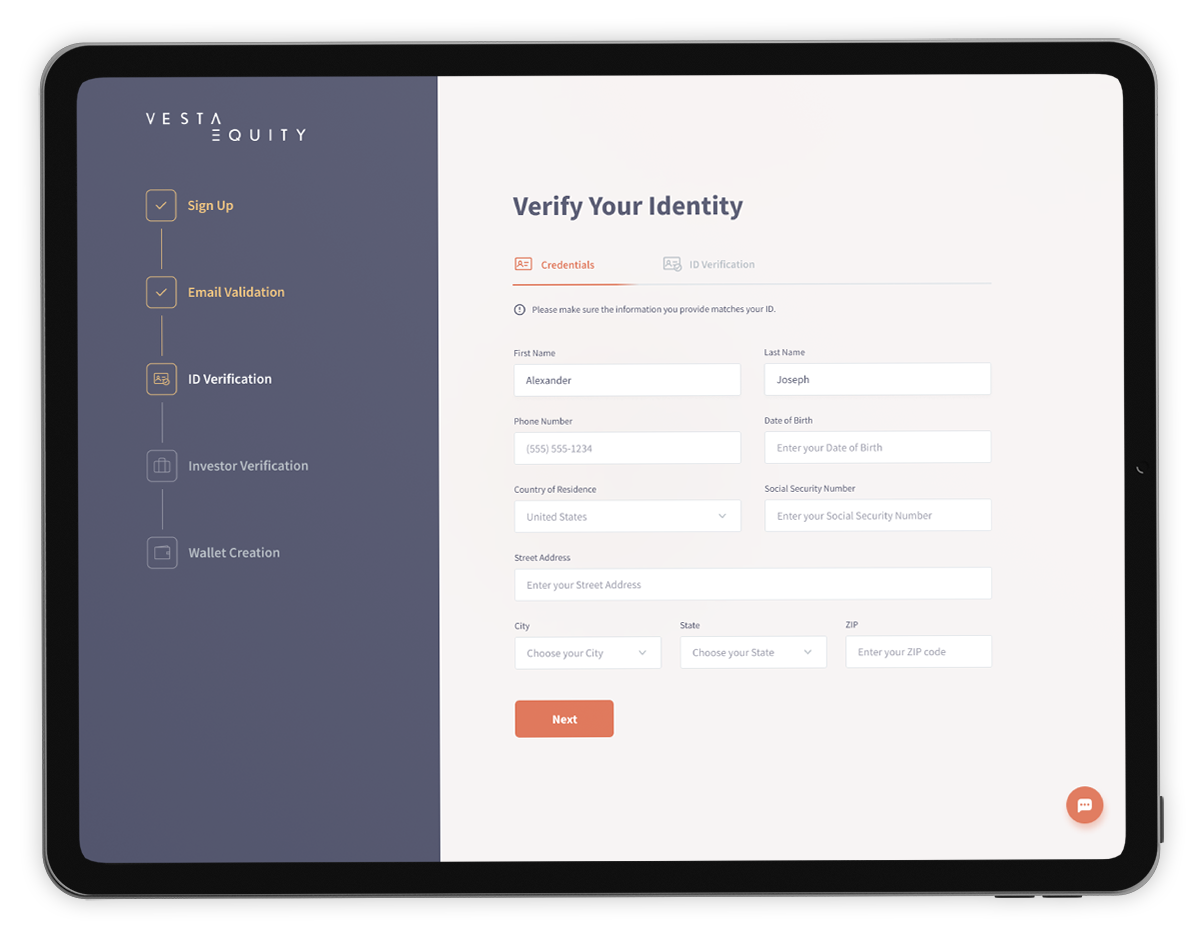 VESTA
EQUITY
Sign Up
Email Validation
ID Verification
Investor Verification
Wallet Creation
Verify Your Identity
Credentials
ID Verification
Please make sure the information you provide matches your ID.
First Name
Last Name
Alexander
Joseph
Phone Number
Date of Birth
(555) 555-1234
Enter your Date of Birth
Country of Residence
Social Security Number
United States
Enter your Social Security Number
Street Address
Enter your Street Address
City
State
ZIP
Choose your City
Choose your State
Enter your ZIP code
Next